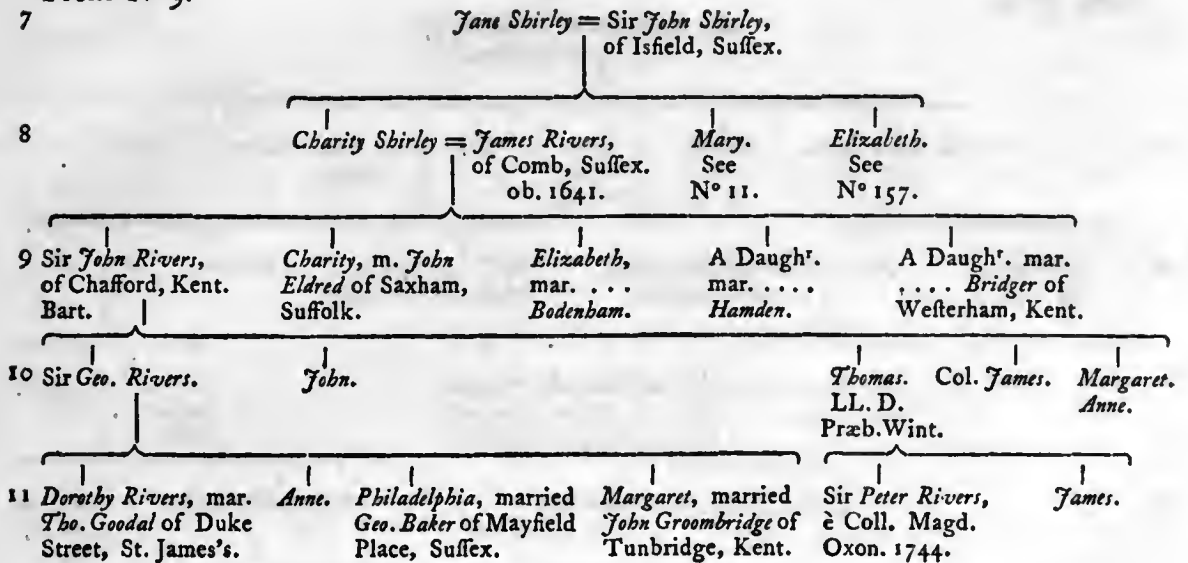 7 Jane Shirley = Sir John Shirley,
of Isfield, Suſſex.
8 Charity Shirley = James Rivers, Mary. Elizabeth.
of Comb, Suſſex. See See
ob. 1641. N° 11. N° 157.
9 Sir John Rivers, Charity, m. John Elizabeth, A Daughr. A Daughr. mar.
of Chafford, Kent. Eldred of Saxham, mar. . . . mar. . . . . . . . . . Bridger of
Bart. Suffolk. Bodenham. Hamden. Weſterham, Kent.
10 Sir Geo. Rivers. John. Thomas. Col. James. Margaret.
LL. D. Anne.
Præb. Wint.
11 Dorothy Rivers, mar. Anne. Philadelphia, married Margaret, married Sir Peter Rivers, James.
Tho. Goodal of Duke Geo. Baker of Mayfield John Groombridge of è Coll. Magd.
Street, St. James's. Place, Suſſex. Tunbridge, Kent. Oxon. 1744.